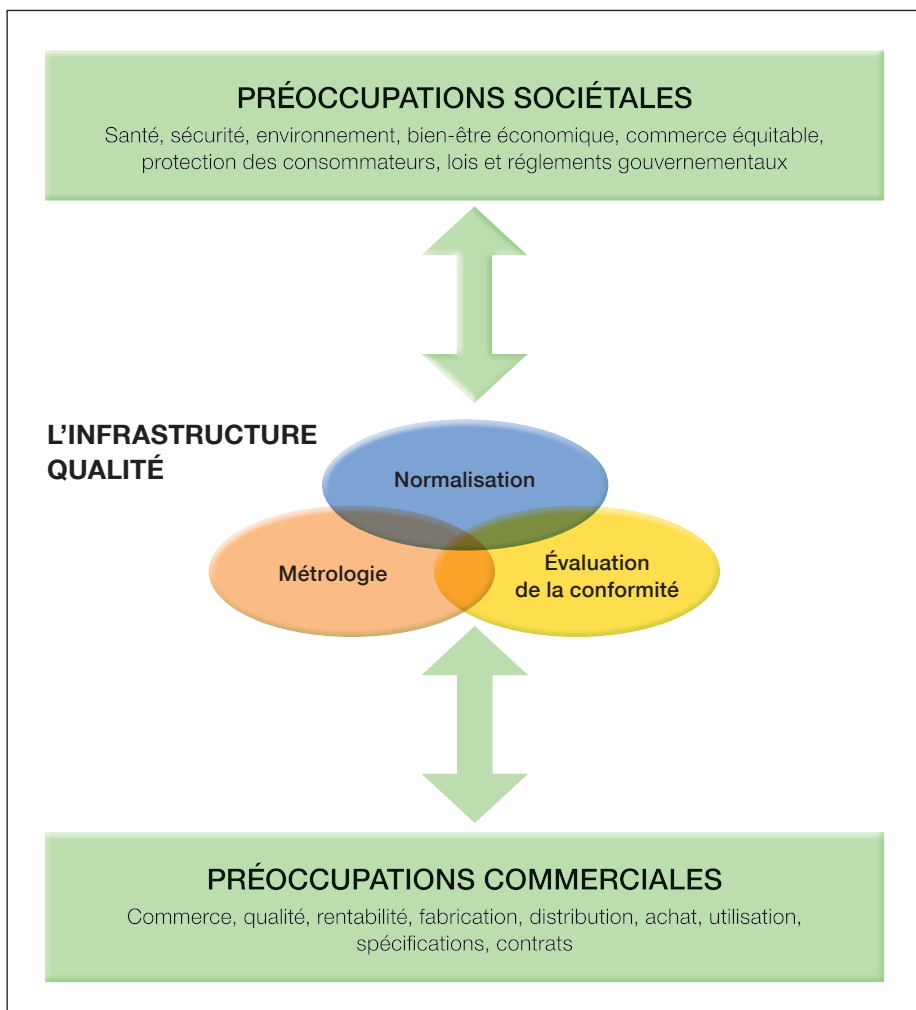 PRÉOCCUPATIONS SOCIÉTALES
Santé, sécurité, environnement, bien-être économique, commerce équitable,
protection des consommateurs, lois et réglements gouvernementaux
L'INFRASTRUCTURE
QUALITÉ
Normalisation
Métrologie
Évaluation
de la conformité
PRÉOCCUPATIONS COMMERCIALES
Commerce, qualité, rentabilité, fabrication, distribution, achat, utilisation,
spécifications, contrats